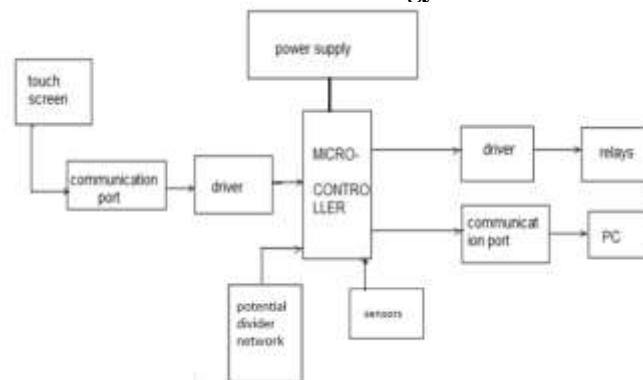 power supply
touch
screen
communication
port
driver
MICRO-
CONTRO
LLER
driver
relays
communicat
ion port
PC
potential
divider
network
sensors